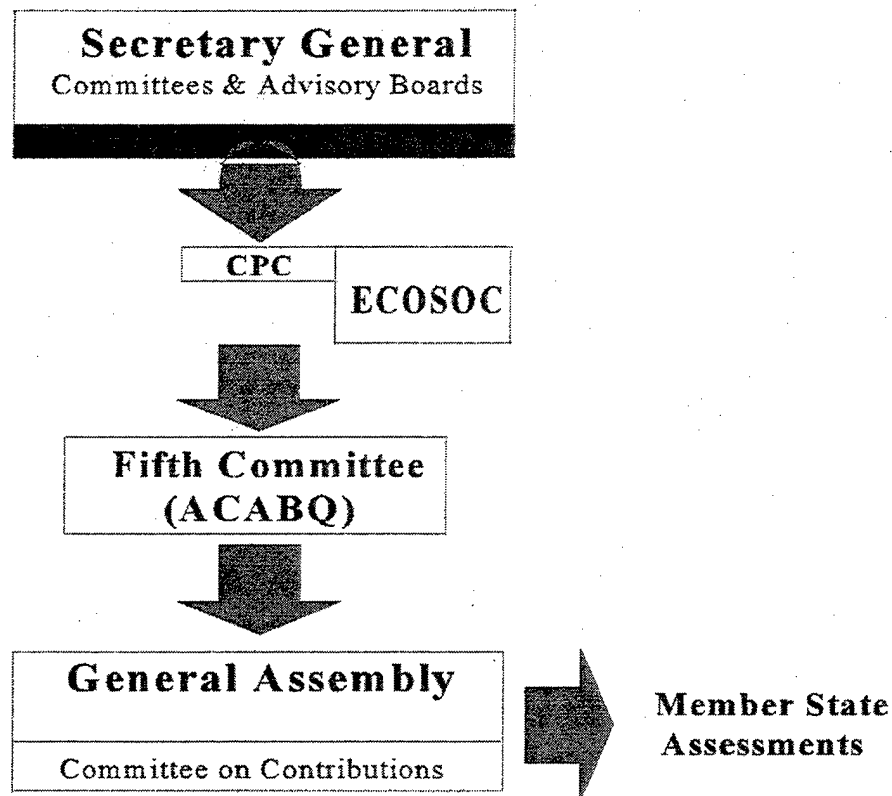 Secretary General
Committees & Advisory Boards
CPC
ECOSOC
Fifth Committee
(ACABQ)
General Assembly
Committee on Contributions
Member State
Assessments